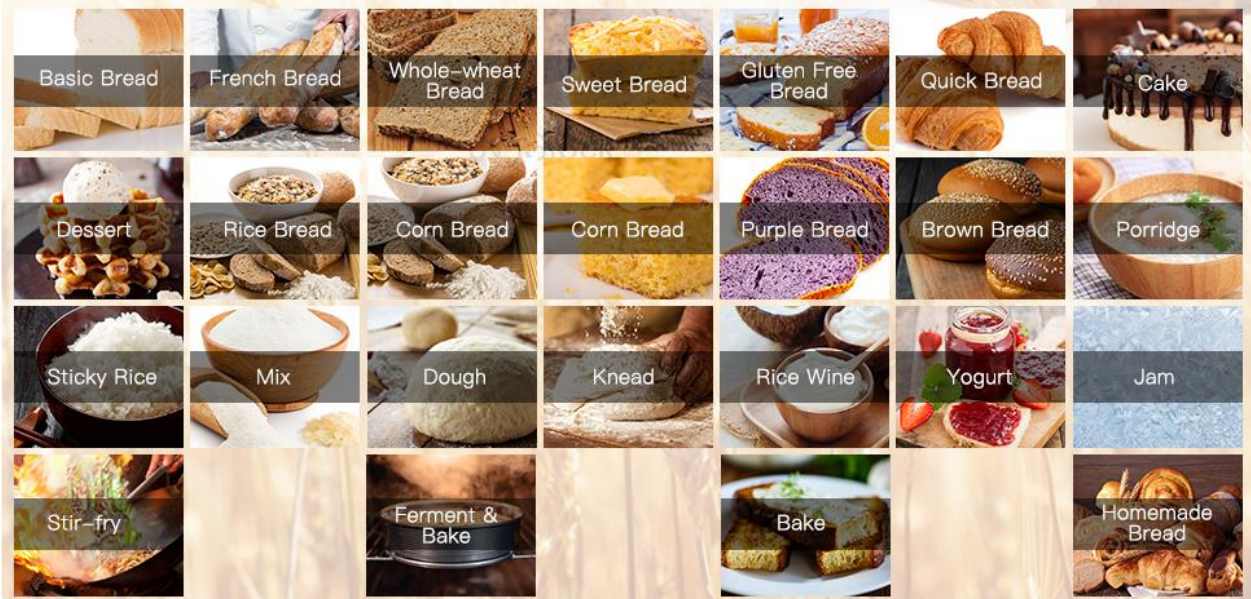 Basic Bread
French Bread
Whole-wheat
Bread
Sweet Bread
Gluten Free
Bread
Quick Bread
Cake
Dessert
Rice Bread
Corn Bread
Corn Bread
Purple Bread
Brown Bread
Porridge
Sticky Rice
Mix
Dough
Knead
Rice Wine
Yogurt
Jam
Stir-fry
Ferment &
Bake
Bake
Homemade
Bread